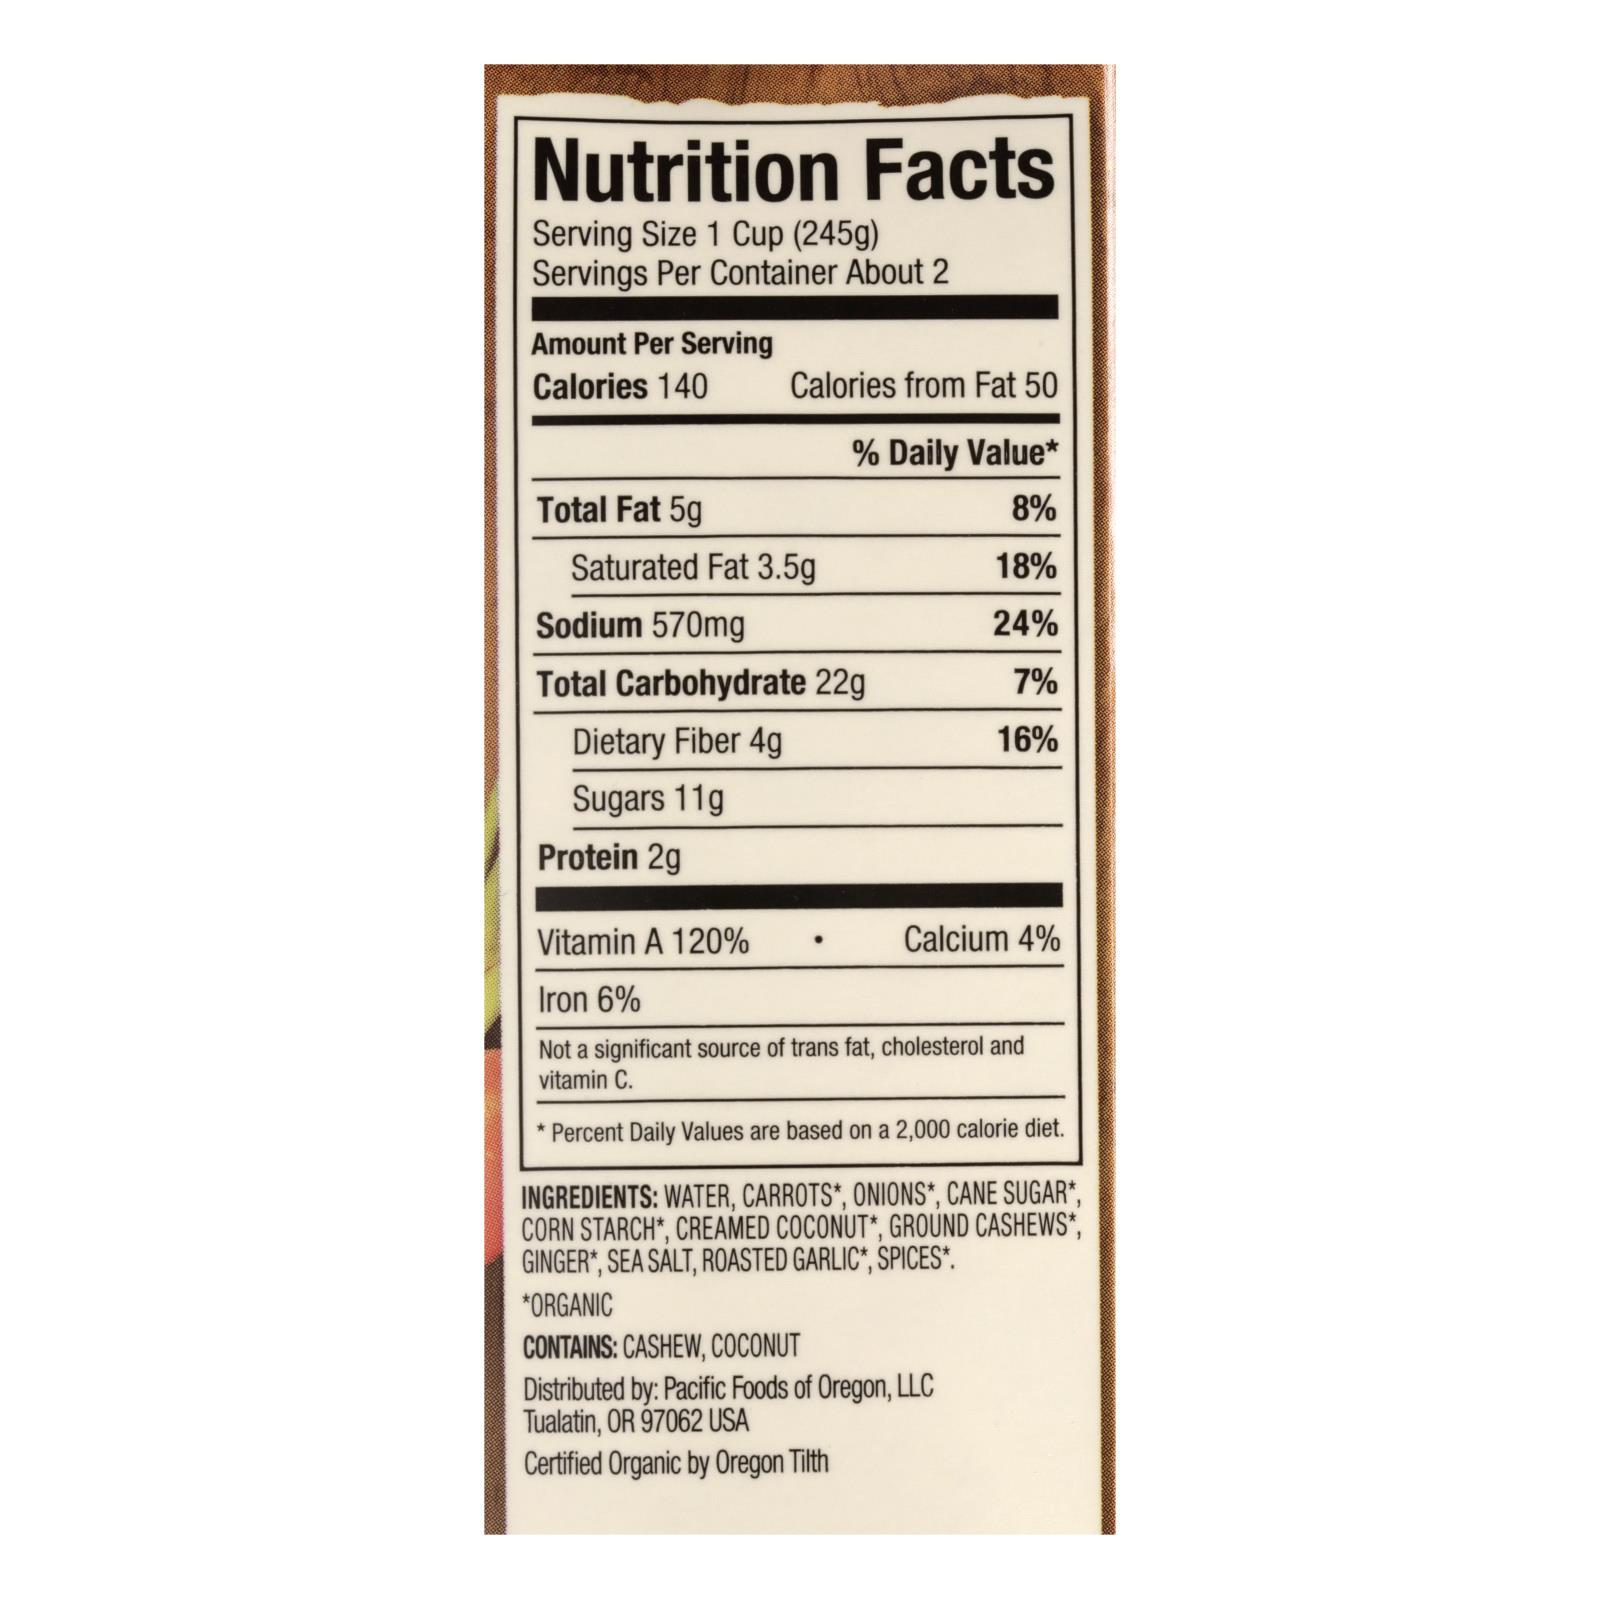 Nutrition Facts
Serving Size 1 Cup (245g)
Servings Per Container About 2
Amount Per Serving
Calories 140 Calories from Fat 50
% Daily Value*
Total Fat 5g 8%
Saturated Fat 3.5g 18%
Sodium 570mg 24%
Total Carbohydrate 22g 7%
Dietary Fiber 4g 16%
Sugars 11g
Protein 2g
Vitamin A 120% • Calcium 4%
Iron 6%
Not a significant source of trans fat, cholesterol and
vitamin C.
* Percent Daily Values are based on a 2,000 calorie diet.
INGREDIENTS: WATER, CARROTS*, ONIONS*, CANE SUGAR*,
CORN STARCH*, CREAMED COCONUT*, GROUND CASHEWS*,
GINGER*, SEA SALT, ROASTED GARLIC*, SPICES*.
*ORGANIC
CONTAINS: CASHEW, COCONUT
Distributed by: Pacific Foods of Oregon, LLC
Tualatin, OR 97062 USA
Certified Organic by Oregon Tilth